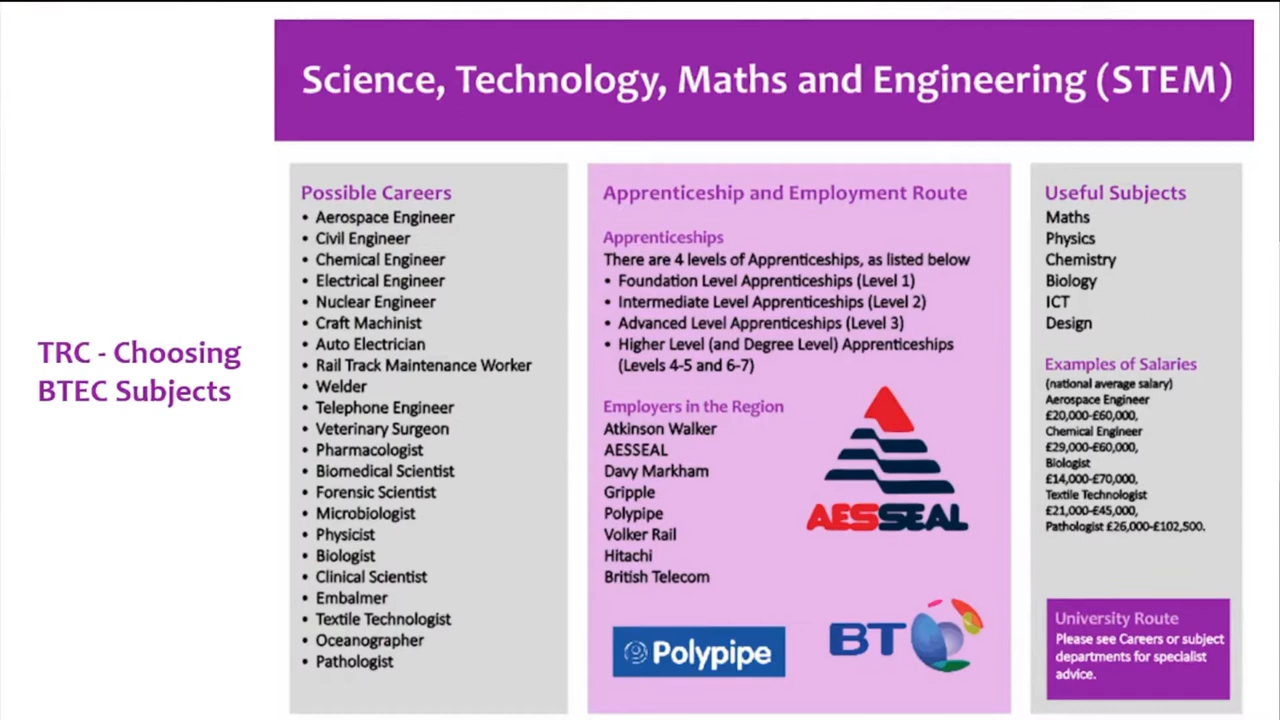 Science, Technology, Maths and Engineering (STEM)
TRC - Choosing
BTEC Subjects
Possible Careers
• Aerospace Engineer
• Civil Engineer
• Chemical Engineer
• Electrical Engineer
• Nuclear Engineer
• Craft Machinist
• Auto Electrician
• Rail Track Maintenance Worker
• Welder
• Telephone Engineer
• Veterinary Surgeon
• Pharmacologist
• Biomedical Scientist
• Forensic Scientist
• Microbiologist
• Physicist
• Biologist
• Clinical Scientist
• Embalmer
• Textile Technologist
• Oceanographer
• Pathologist
Apprenticeship and Employment Route
Apprenticeships
There are 4 levels of Apprenticeships, as listed below
• Foundation Level Apprenticeships (Level 1)
• Intermediate Level Apprenticeships (Level 2)
• Advanced Level Apprenticeships (Level 3)
• Higher Level (and Degree Level) Apprenticeships
(Levels 4-5 and 6-7)
Employers in the Region
Atkinson Walker
AESSEAL
Davy Markham
Gripple
Polypipe
Volker Rail
Hitachi
British Telecom
AESSEAL
Polypipe
BT
Useful Subjects
Maths
Physics
Chemistry
Biology
ICT
Design
Examples of Salaries
(national average salary)
Aerospace Engineer
£20,000-£60,000,
Chemical Engineer
£29,000-£60,000,
Biologist
£14,000-£70,000,
Textile Technologist
£21,000-£45,000,
Pathologist £26,000-£102,500.
University Route
Please see Careers or subject
departments for specialist
advice.